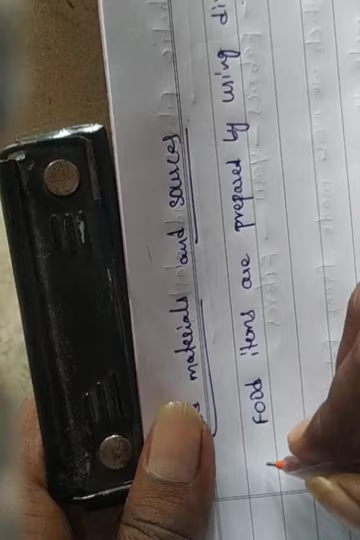 materials and sources
Food items are prepared by using